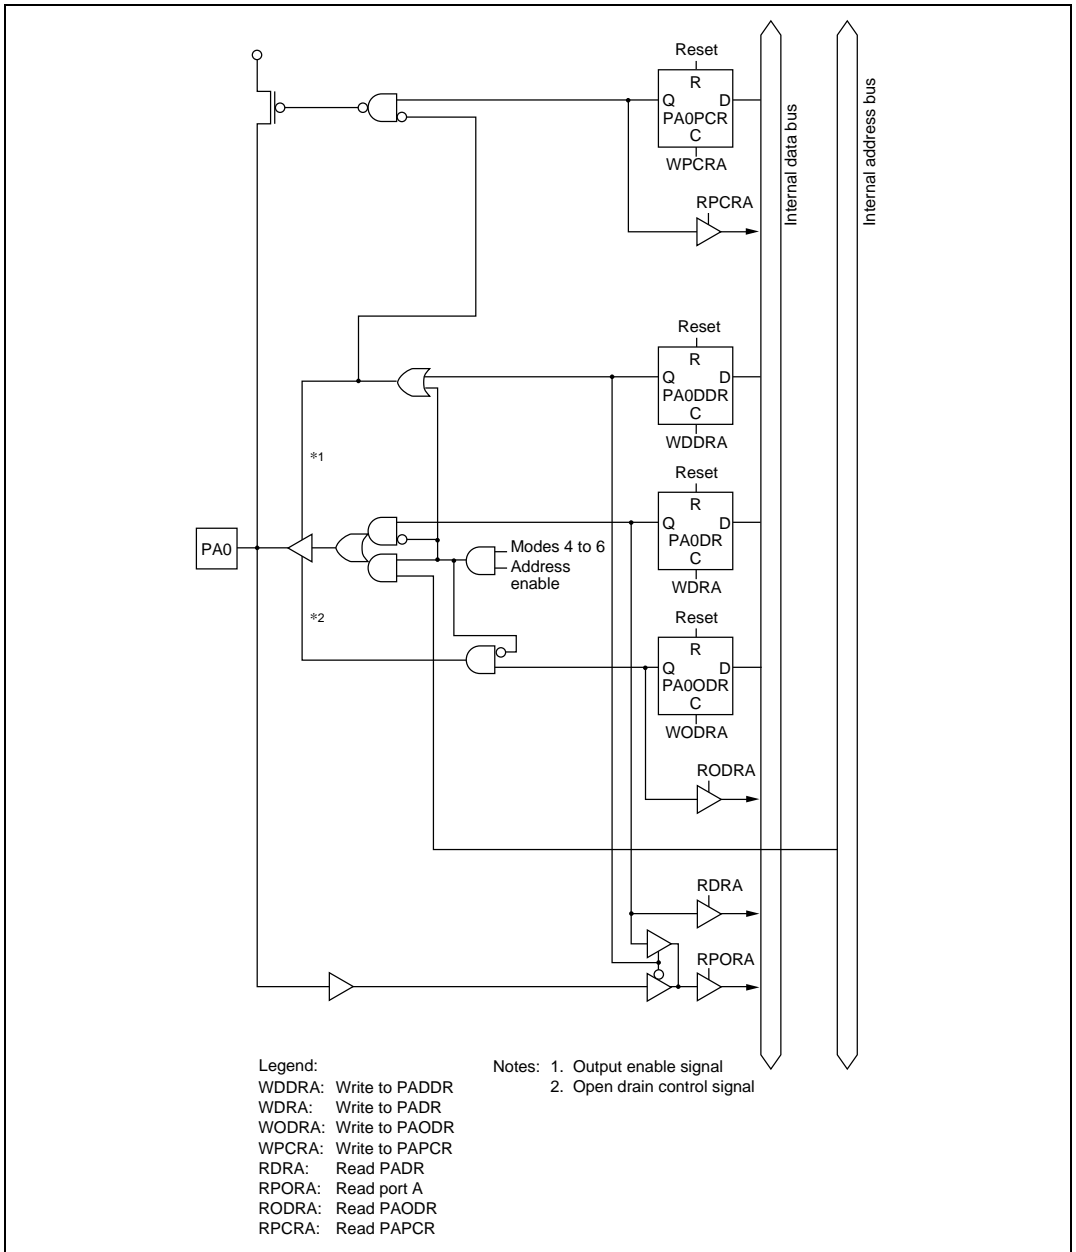 Reset
R
Q D
PA0PCR
C
WPCRA
RPCRA
Internal data bus
Internal address bus
Reset
R
Q D
PA0DDR
C
WDDRA
*1
Reset
R
Q D
PA0DR
C
WDRA
PA0
Modes 4 to 6
Address
enable
*2
Reset
R
Q D
PA0ODR
C
WODRA
RODRA
RDRA
RPORA
Legend:
WDDRA: Write to PADDR
WDRA: Write to PADR
WODRA: Write to PAODR
WPCRA: Write to PAPCR
RDRA: Read PADR
RPORA: Read port A
RODRA: Read PAODR
RPCRA: Read PAPCR
Notes: 1. Output enable signal
2. Open drain control signal